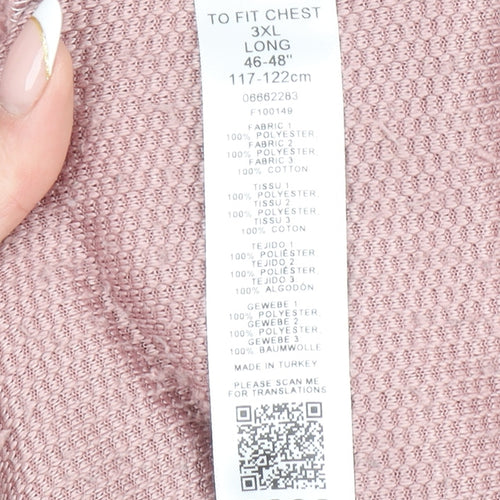 TO FIT CHEST
3XL
LONG
46-48"
117-122cm
06662283
F100149
FABRIC 1
100% POLYESTER
FABRIC 2
100% POLYESTER
FABRIC 3
100% COTTON
TISSU 1
100% POLYESTER
TISSU 2
100% POLYESTER
TISSU 3
100% COTON
TEJIDO 1
100% POLIÉSTER
TEJIDO 2
100% POLIÉSTER
TEJIDO 3
100% ALGODÓN
GEWEBE 1
100% POLYESTER
GEWEBE 2
100% POLYESTER
GEWEBE 3
100% BAUMWOLLE
MADE IN TURKEY
PLEASE SCAN ME
FOR TRANSLATIONS